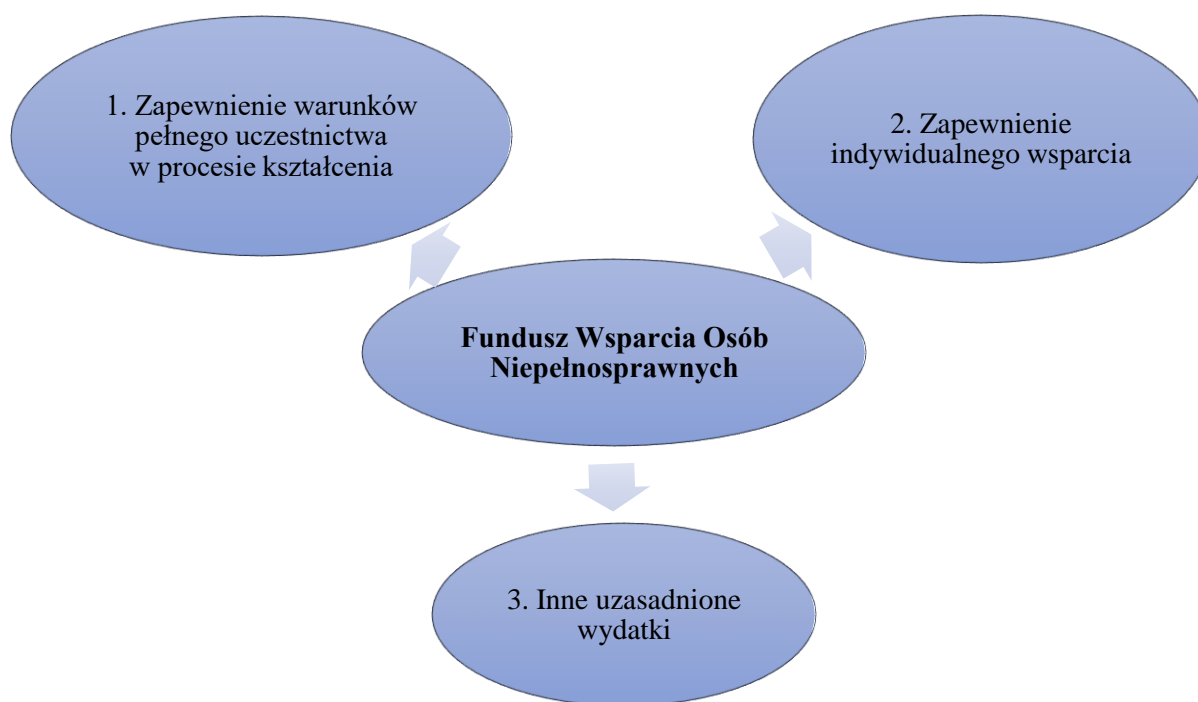 1. Zapewnienie warunków
pełnego uczestnictwa
w procesie kształcenia
2. Zapewnienie
indywidualnego wsparcia
Fundusz Wsparcia Osób
Niepełnosprawnych
3. Inne uzasadnione
wydatki